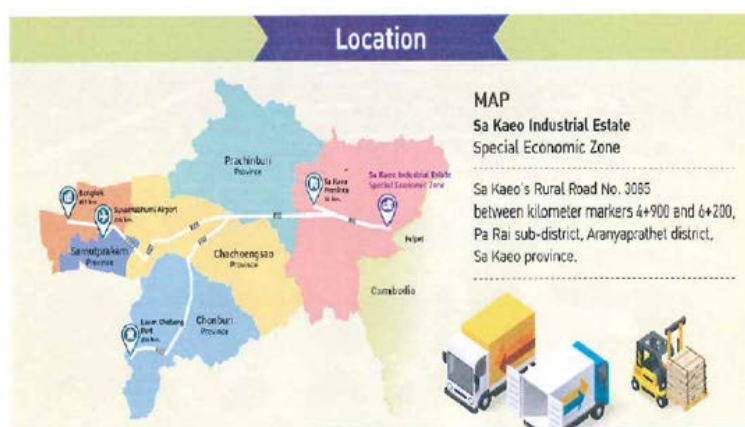 Location
MAP
Sa Kaeo Industrial Estate
Special Economic Zone
Sa Kaeo's Rural Road No. 3085
between kilometer markers 4+900 and 6+200,
Pa Rai sub-district, Aranyaprathet district,
Sa Kaeo province.
Prachinburi
Province
Sa Kaeo
Province
Sa Kaeo Industrial Estate
Special Economic Zone
Bangkok
Suvarnabhumi Airport
Samutprakarn
Province
Chachoengsao
Province
Poipet
Cambodia
Laem Chabang
Port
Chonburi
Province